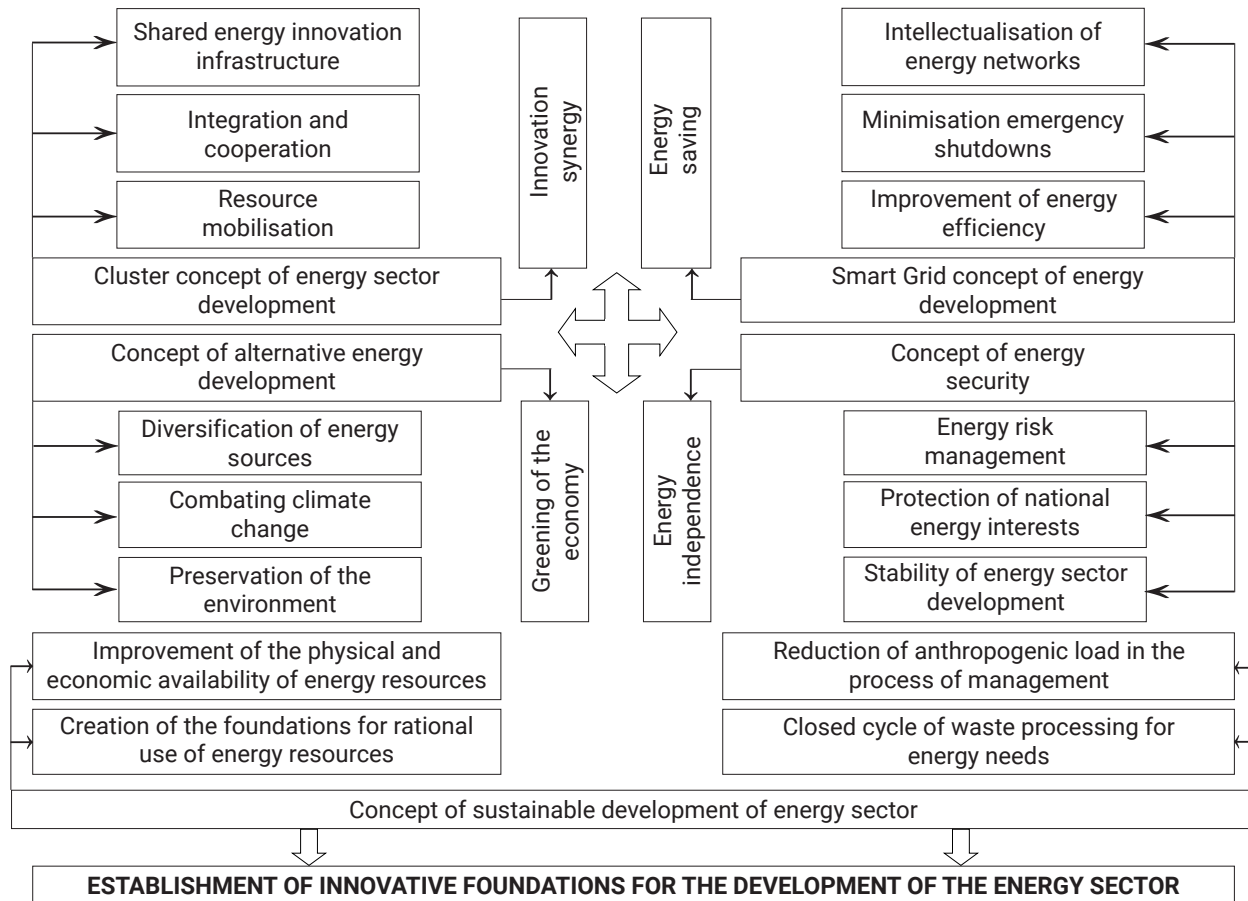 Shared energy innovation
infrastructure
Integration and
cooperation
Resource
mobilisation
Cluster concept of energy sector
development
Innovation
synergy
Energy
saving
Intellectualisation of
energy networks
Minimisation emergency
shutdowns
Improvement of energy
efficiency
Smart Grid concept of energy
development
Concept of alternative energy
development
Diversification of energy
sources
Combating climate
change
Preservation of the
environment
Greening of the
economy
Energy
independence
Concept of energy
security
Energy risk
management
Protection of national
energy interests
Stability of energy sector
development
Improvement of the physical and
economic availability of energy resources
Creation of the foundations for rational
use of energy resources
Reduction of anthropogenic load in the
process of management
Closed cycle of waste processing for
energy needs
Concept of sustainable development of energy sector
ESTABLISHMENT OF INNOVATIVE FOUNDATIONS FOR THE DEVELOPMENT OF THE ENERGY SECTOR